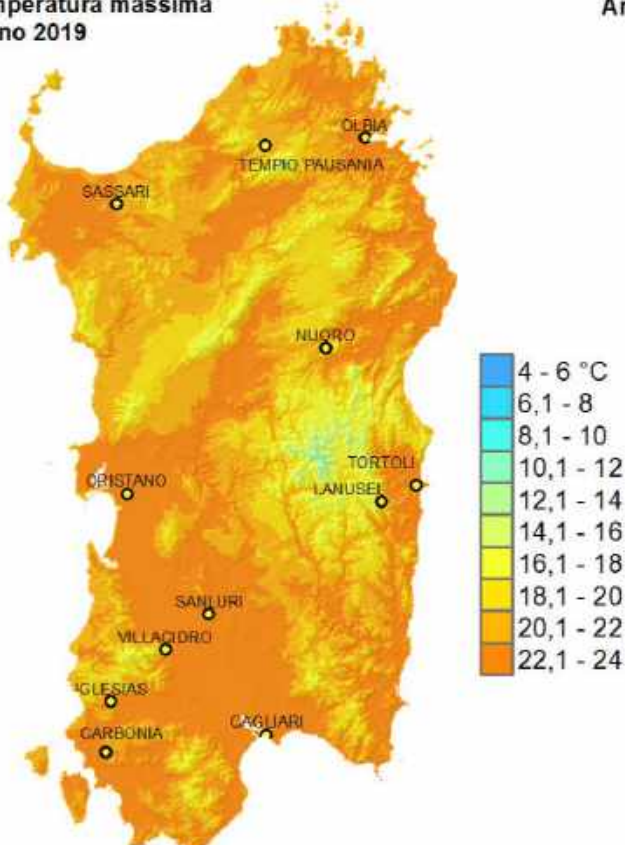 mperatura massima
no 2019
An
OLBIA
TEMPIO PAUSANIA
SASSARI
NUORO
4 - 6 °C
6,1 - 8
8,1 - 10
10,1 - 12
12,1 - 14
14,1 - 16
16,1 - 18
18,1 - 20
20,1 - 22
22,1 - 24
TORTOLI
ORISTANO
LANUSEI
SANLURI
VILLACIDRO
IGLESIAS
CAGLIARI
CARBONIA